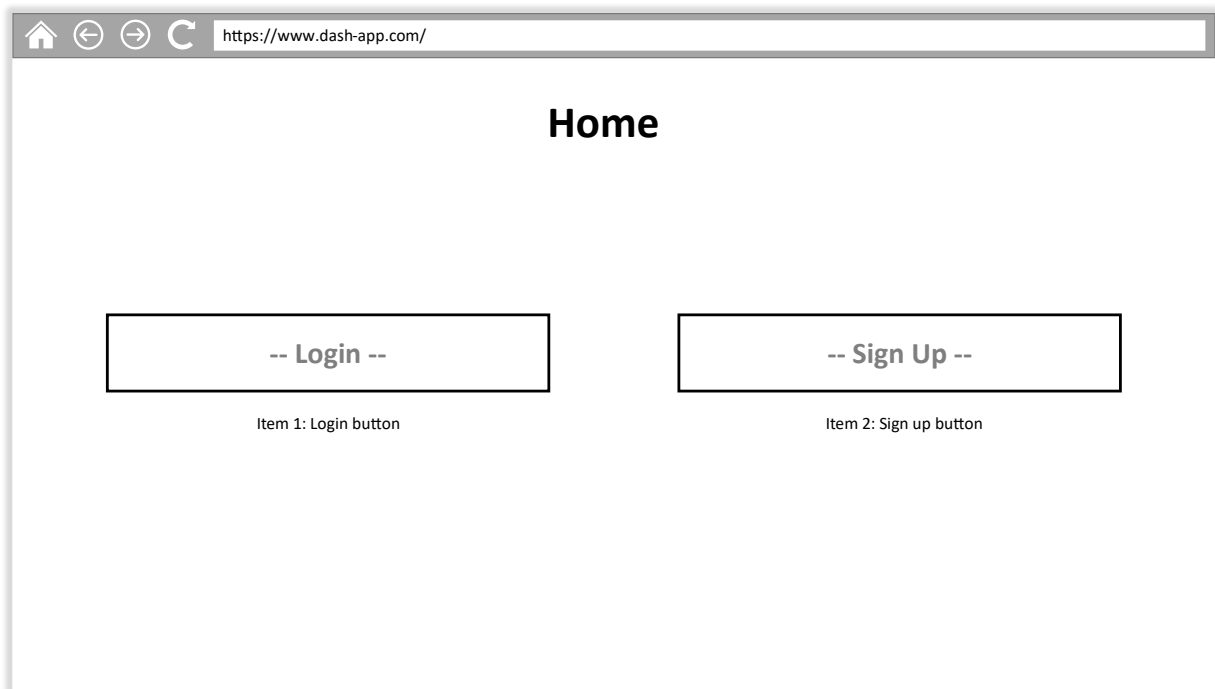 https://www.dash-app.com/
Home
-- Login --
-- Sign Up --
Item 1: Login button
Item 2: Sign up button